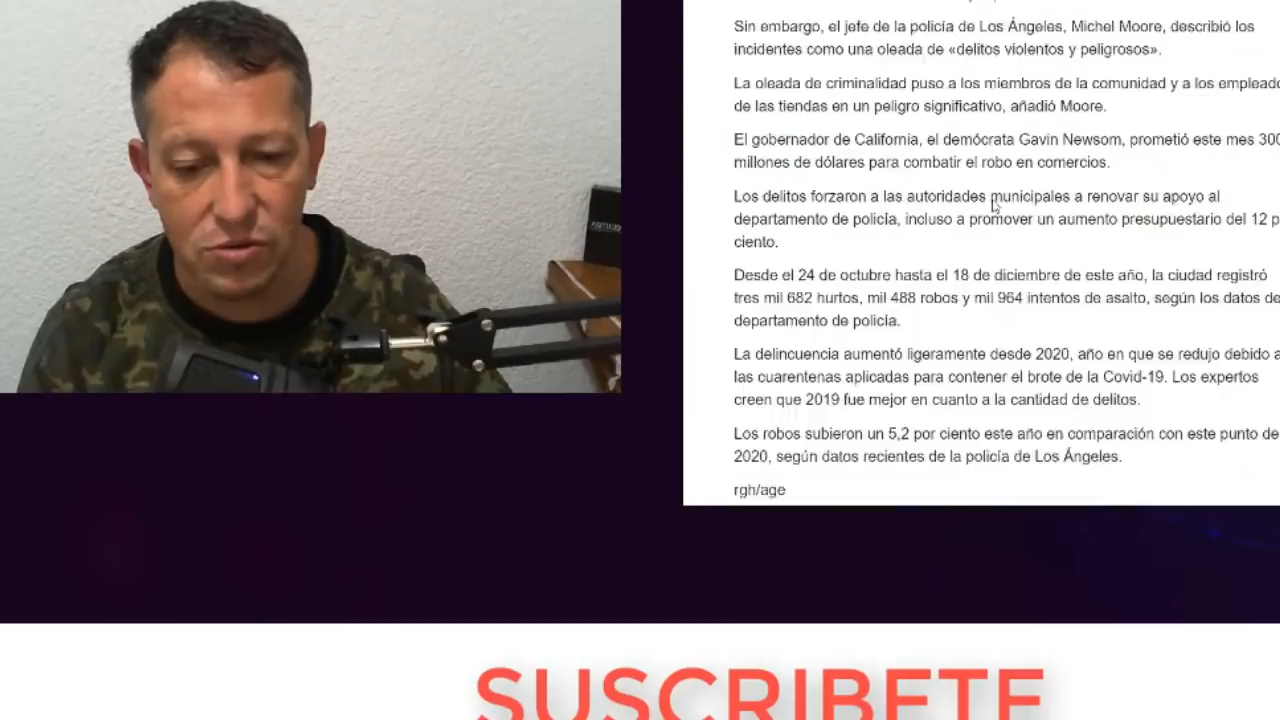 Sin embargo, el jefe de la policía de Los Ángeles, Michel Moore, describió los
incidentes como una oleada de «delitos violentos y peligrosos».
La oleada de criminalidad puso a los miembros de la comunidad y a los empleado
de las tiendas en un peligro significativo, añadió Moore.
El gobernador de California, el demócrata Gavin Newsom, prometió este mes 300
millones de dólares para combatir el robo en comercios.
Los delitos forzaron a las autoridades municipales a renovar su apoyo al
departamento de policía, incluso a promover un aumento presupuestario del 12 p
ciento.
Desde el 24 de octubre hasta el 18 de diciembre de este año, la ciudad registró
tres mil 682 hurtos, mil 488 robos y mil 964 intentos de asalto, según los datos de
departamento de policía.
La delincuencia aumentó ligeramente desde 2020, año en que se redujo debido a
las cuarentenas aplicadas para contener el brote de la Covid-19. Los expertos
creen que 2019 fue mejor en cuanto a la cantidad de delitos.
Los robos subieron un 5,2 por ciento este año en comparación con este punto de
2020, según datos recientes de la policía de Los Ángeles.
rgh/age
SUSCRIBETE